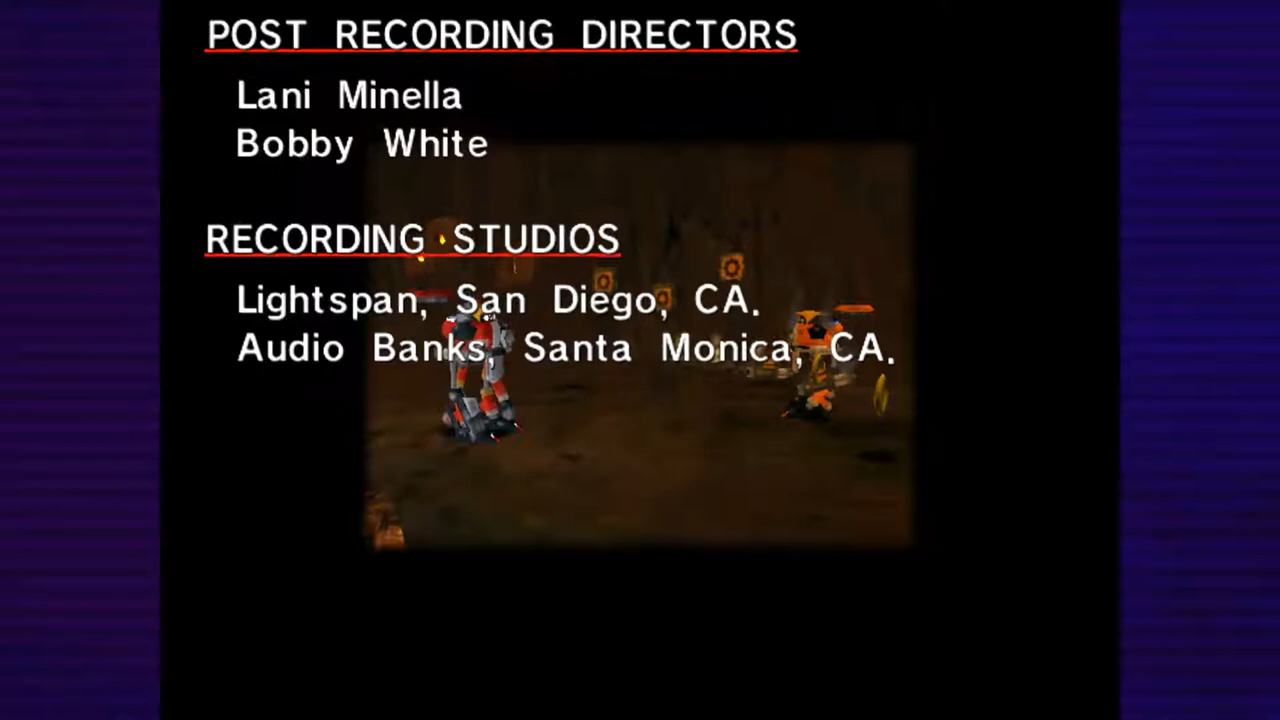 POST RECORDING DIRECTORS
Lani Minella
Bobby White
RECORDING STUDIOS
Lightspan, San Diego, CA.
Audio Banks, Santa Monica, CA.